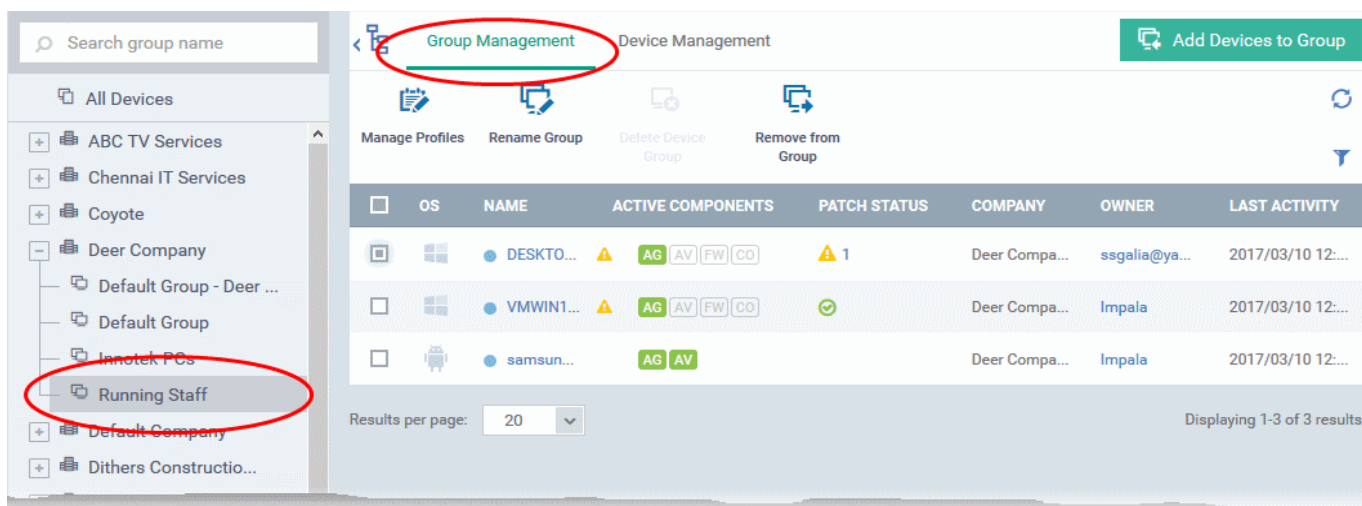 Search group name
Group Management Device Management Add Devices to Group
All Devices
Manage Profiles Rename Group Delete Device Group Remove from Group
ABC TV Services
Chennai IT Services
Coyote
Deer Company
Default Group - Deer ...
Default Group
Innotek PCs
Running Staff
Default Company
Dithers Constructio...
OS NAME ACTIVE COMPONENTS PATCH STATUS COMPANY OWNER LAST ACTIVITY
DESKTO... AG AV FW CO 1 Deer Compa... ssgalia@ya... 2017/03/10 12:...
VMWIN1... AG AV FW CO Deer Compa... Impala 2017/03/10 12:...
samsun... AG AV Deer Compa... Impala 2017/03/10 12:...
Results per page: 20 Displaying 1-3 of 3 results